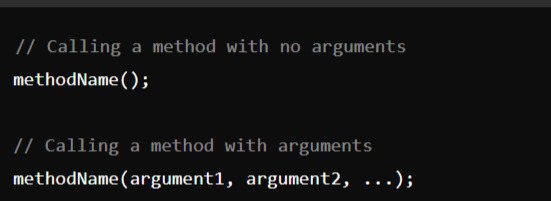 // Calling a method with no arguments
methodName();
// Calling a method with arguments
methodName(argument1, argument2, ...);